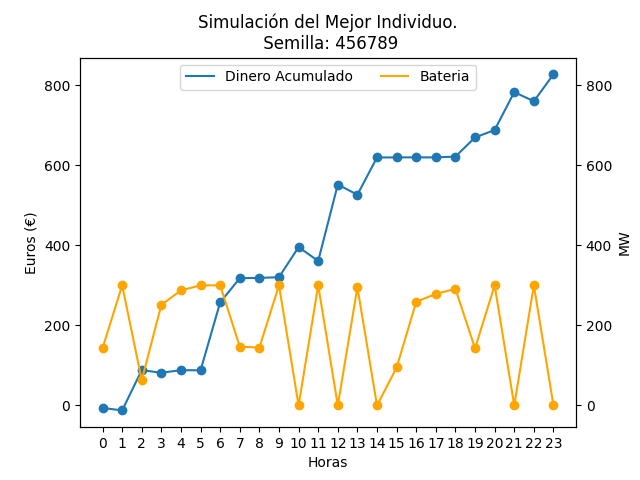 Simulación del Mejor Individuo.
Semilla: 456789
Dinero Acumulado
Bateria
800
600
400
200
0
Euros (€)
800
600
400
200
0
MW
0 1 2 3 4 5 6 7 8 9 10 11 12 13 14 15 16 17 18 19 20 21 22 23
Horas